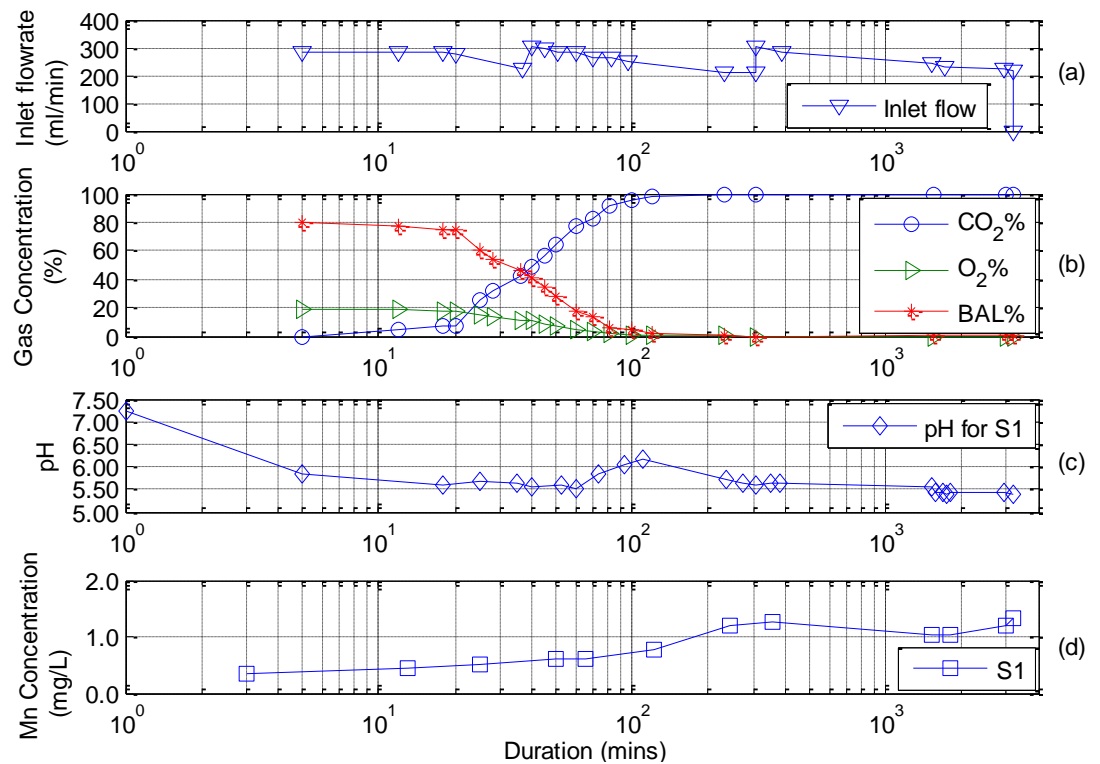 Inlet flowrate
(ml/min)
400
300
200
100
0
10^0
10^1
10^2
10^3
Inlet flow
(a)
Gas Concentration
(%)
100
80
60
40
20
0
10^0
10^1
10^2
10^3
CO_2%
O_2%
BAL%
(b)
pH
7.50
7.00
6.50
6.00
5.50
5.00
10^0
10^1
10^2
10^3
pH for S1
(c)
Mn Concentration
(mg/L)
2.0
1.0
0.0
10^0
10^1
10^2
10^3
S1
(d)
Duration (mins)